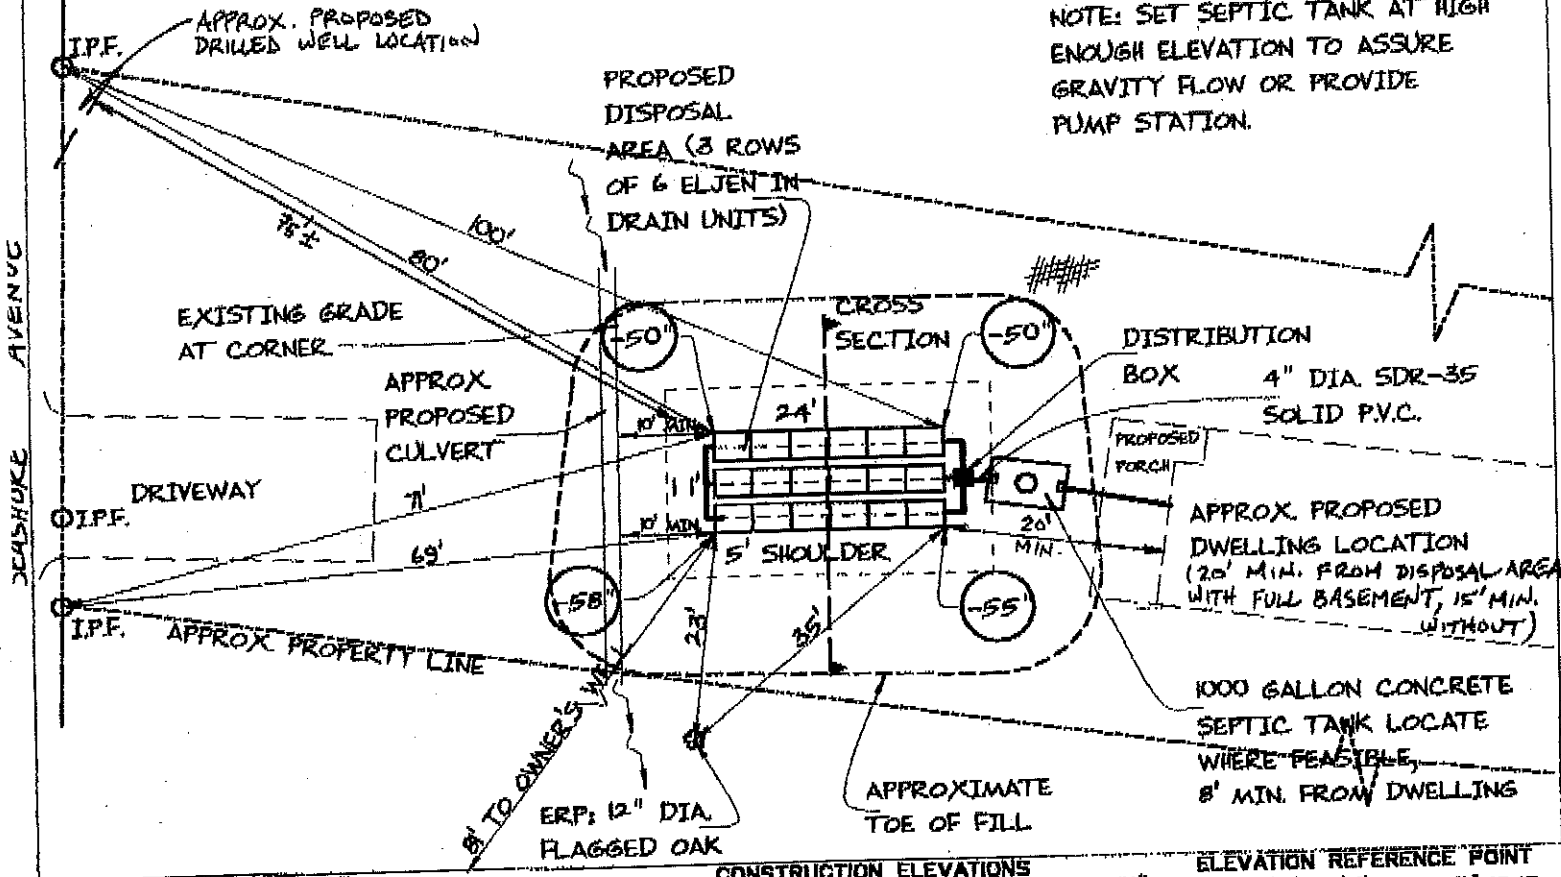 APPROX. PROPOSED
DRILLED WELL LOCATION
I.P.F.
NOTE: SET SEPTIC TANK AT HIGH
ENOUGH ELEVATION TO ASSURE
GRAVITY FLOW OR PROVIDE
PUMP STATION.
PROPOSED
DISPOSAL
AREA (3 ROWS
OF 6 ELJEN IN
DRAIN UNITS)
75'±
80'
100'
AVENUE
EXISTING GRADE
AT CORNER
-50"
CROSS
SECTION
-50"
DISTRIBUTION
BOX
4" DIA. SDR-35
SOLID P.V.C.
APPROX
PROPOSED
CULVERT
10' MIN.
24'
PROPOSED
PORCH
DRIVEWAY
71'
11'
I.P.F.
69'
10' MIN.
5' SHOULDER
20'
MIN.
APPROX. PROPOSED
DWELLING LOCATION
(20' MIN. FROM DISPOSAL AREA
WITH FULL BASEMENT, 15' MIN.
WITHOUT)
-58"
23'
35'
-55"
I.P.F.
APPROX PROPERTY LINE
81' TO OWNER'S
1000 GALLON CONCRETE
SEPTIC TANK LOCATE
WHERE FEASIBLE,
8' MIN. FROM DWELLING
ERP: 12" DIA.
FLAGGED OAK
APPROXIMATE
TOE OF FILL
CONSTRUCTION ELEVATIONS
ELEVATION REFERENCE POINT